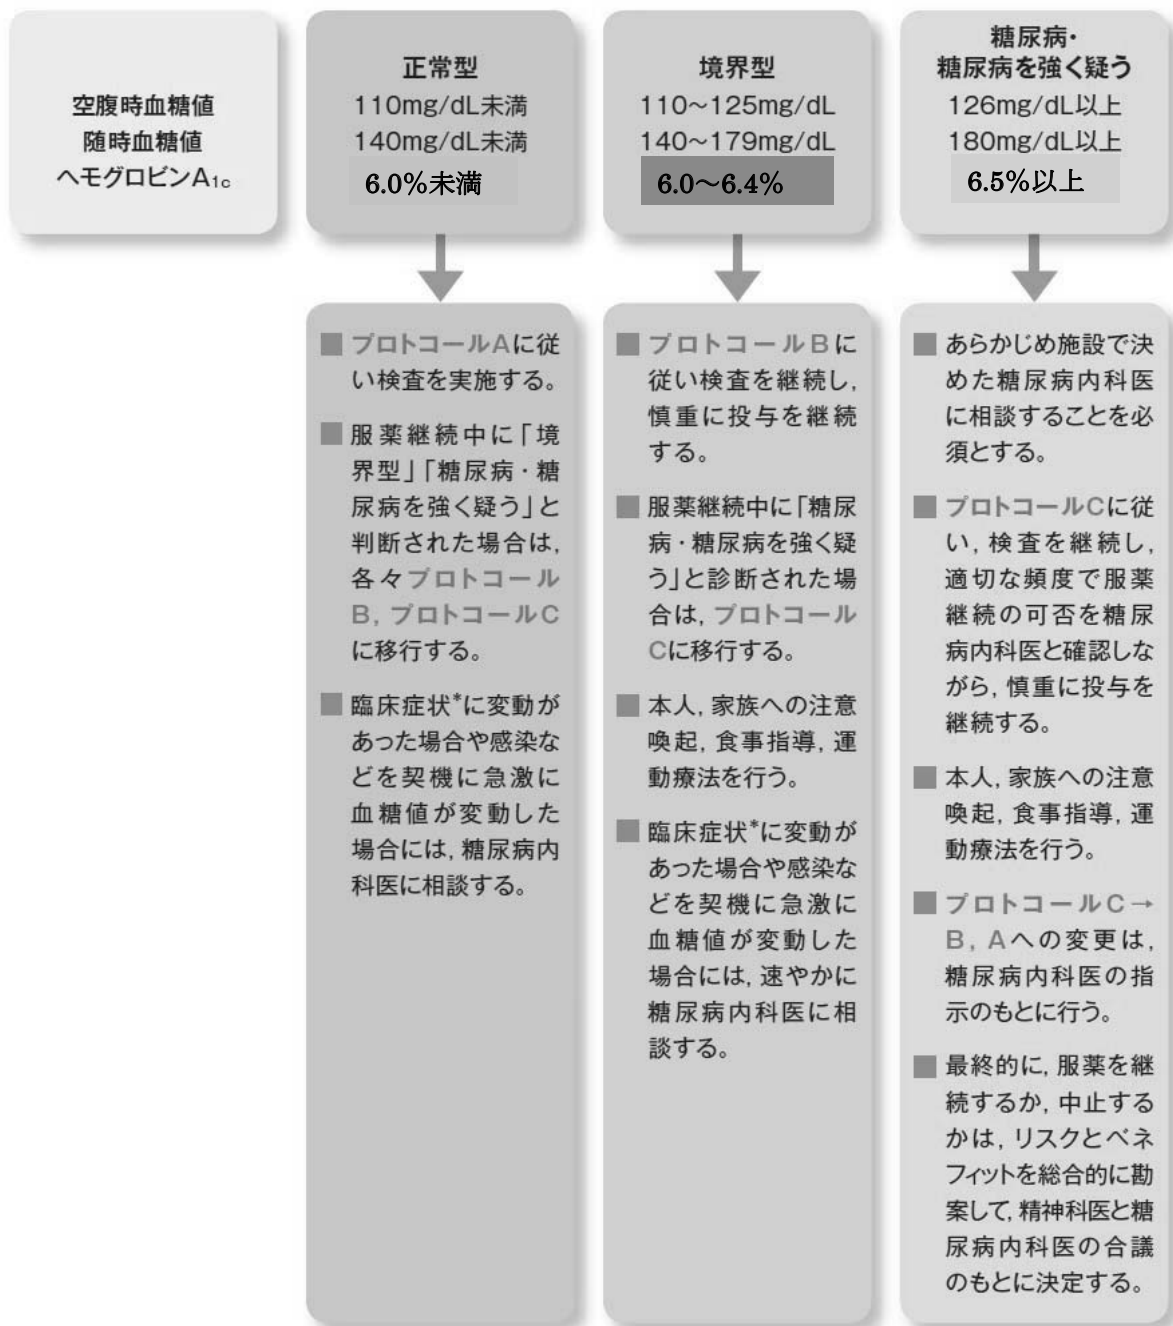 空腹時血糖値
随時血糖値
ヘモグロビンA1c
正常型
110mg/dL未満
140mg/dL未満
6.0%未満
境界型
110〜125mg/dL
140〜179mg/dL
6.0〜6.4%
糖尿病・
糖尿病を強く疑う
126mg/dL以上
180mg/dL以上
6.5%以上
■ プロトコールAに従
い検査を実施する。
■ 服薬継続中に「境
界型」「糖尿病・糖
尿病を強く疑う」と
判断された場合は,
各々プロトコール
B, プロトコールC
に移行する。
■ 臨床症状*に変動が
あった場合や感染な
どを契機に急激に
血糖値が変動した
場合には, 糖尿病内
科医に相談する。
■ プロトコールBに
従い検査を継続し,
慎重に投与を継続
する。
■ 服薬継続中に「糖尿
病・糖尿病を強く疑
う」と診断された場
合は, プロトコール
Cに移行する。
■ 本人, 家族への注意
喚起, 食事指導, 運
動療法を行う。
■ 臨床症状*に変動が
あった場合や感染な
どを契機に急激に
血糖値が変動した
場合には, 速やかに
糖尿病内科医に相
談する。
■ あらかじめ施設で決
めた糖尿病内科医
に相談することを必
須とする。
■ プロトコールCに従
い, 検査を継続し,
適切な頻度で服薬
継続の可否を糖尿
病内科医と確認しな
がら, 慎重に投与を
継続する。
■ 本人, 家族への注意
喚起, 食事指導, 運
動療法を行う。
■ プロトコールC→
B, Aへの変更は,
糖尿病内科医の指
示のもとに行う。
■ 最終的に, 服薬を継
続するか, 中止する
かは, リスクとベネ
フィットを総合的に勘
案して, 精神科医と糖
尿病内科医の合議
のもとに決定する。